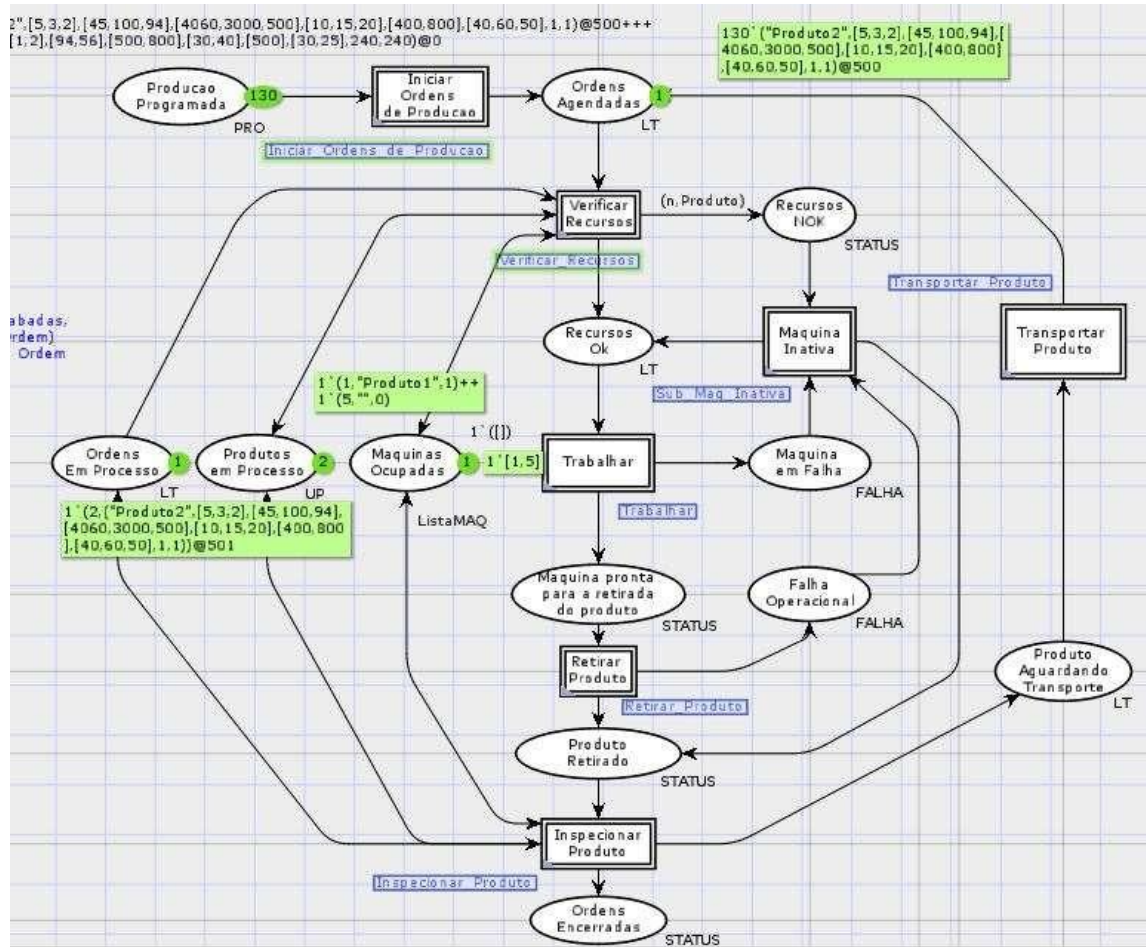 2",[5,3,2],[45,100,94],[4060,3000,500],[10,15,20],[400,800],[40,60,50],1,1)@500+++
[1,2],[94,56],[500,800],[30,40],[500],[30,25],240,240)@0
130`("Produto2",[5,3,2],[45,100,94],[
4060,3000,500],[10,15,20],[400,800]
,[40,60,50],1,1)@500
Producao
Programada
130
PRO
Iniciar
Ordens
de Producao
Iniciar_Ordens_de_Producao
Ordens
Agendadas
1
LT
Verificar
Recursos
Verificar_Recursos
(n,Produto)
Recursos
NOK
STATUS
Transportar_Produto
abadas,
rdem)
Ordem
Recursos
Ok
LT
Maquina
Inativa
Transportar
Produto
Sub_Maq_Inativa
1`(1,"Produto1",1)++
1`(5,"",0)
Ordens
Em Processo
1
LT
Produtos
em Processo
2
UP
Maquinas
Ocupadas
1
1`([])
1`[1,5]
ListaMAQ
Trabalhar
Trabalhar
Maquina
em Falha
FALHA
1`(2,("Produto2",[5,3,2],[45,100,94],
[4060,3000,500],[10,15,20],[400,800
],[40,60,50],1,1))@501
Maquina pronta
para a retirada
do produto
STATUS
Falha
Operacional
FALHA
Retirar
Produto
Retirar_Produto
Produto
Aguardando
Transporte
LT
Produto
Retirado
STATUS
Inspecionar
Produto
Inspecionar_Produto
Ordens
Encerradas
STATUS